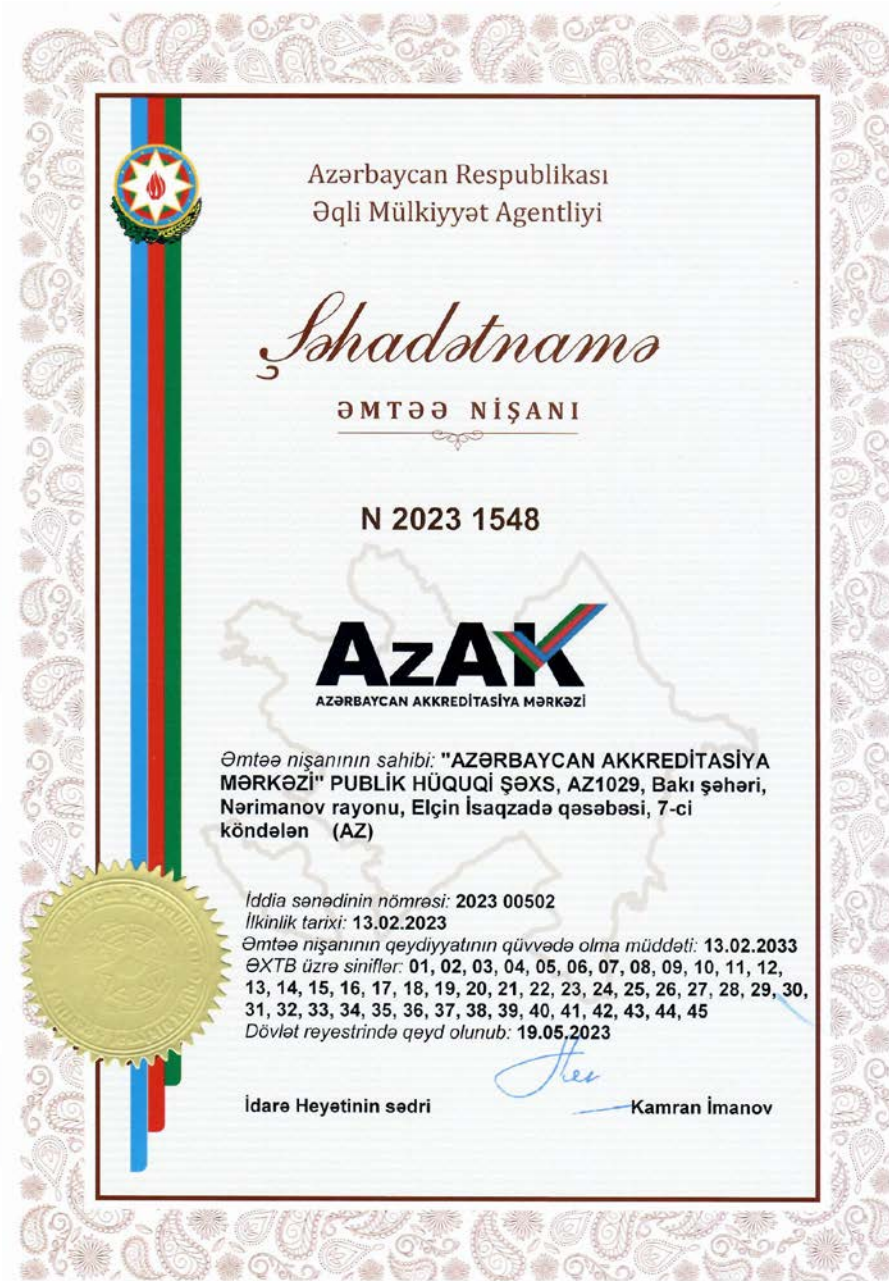 Azərbaycan Respublikası
Əqli Mülkiyyət Agentliyi
Şəhadətnamə
ƏMTƏƏ NİŞANI
N 2023 1548
AzAK
AZƏRBAYCAN AKKREDİTASİYA MƏRKƏZİ
Əmtəə nişanının sahibi: "AZƏRBAYCAN AKKREDİTASİYA
MƏRKƏZİ" PUBLİK HÜQUQİ ŞƏXS, AZ1029, Bakı şəhəri,
Nərimanov rayonu, Elçin İsaqzadə qəsəbəsi, 7-ci
köndələn (AZ)
İddia sənədinin nömrəsi: 2023 00502
İlkinlik tarixi: 13.02.2023
Əmtəə nişanının qeydiyyatının qüvvədə olma müddəti: 13.02.2033
ƏXTB üzrə siniflər: 01, 02, 03, 04, 05, 06, 07, 08, 09, 10, 11, 12,
13, 14, 15, 16, 17, 18, 19, 20, 21, 22, 23, 24, 25, 26, 27, 28, 29, 30,
31, 32, 33, 34, 35, 36, 37, 38, 39, 40, 41, 42, 43, 44, 45
Dövlət reyestrində qeyd olunub: 19.05.2023
İdarə Heyətinin sədri Kamran İmanov